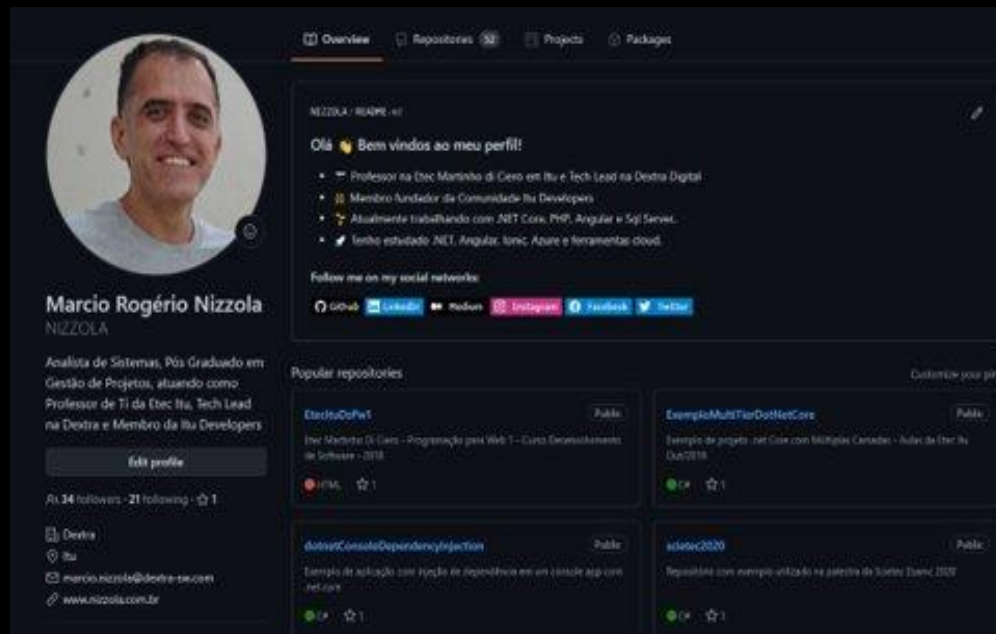 Overview Repositories 52 Projects Packages
NIZZOLA / README.md
Olá 👋 Bem vindos ao meu perfil!
Professor na Etec Martinho di Ciero em Itu e Tech Lead na Dextra Digital
Membro fundador da Comunidade Itu Developers
Atualmente trabalhando com .NET Core, PHP, Angular e Sql Server.
Tenho estudado .NET, Angular, Ionic, Azure e ferramentas cloud.
Follow me on my social networks:
Github LinkedIn Medium Instagram Facebook Twitter
Marcio Rogério Nizzola
NIZZOLA
Analista de Sistemas, Pós Graduado em
Gestão de Projetos, atuando como
Professor de Ti da Etec Itu, Tech Lead
na Dextra e Membro da Itu Developers
Edit profile
34 followers · 21 following · 1
Dextra
Itu
marcio.nizzola@dextra-sw.com
www.nizzola.com.br
Popular repositories
Customize your
EtecItuDsPw1 Public
Etec Martinho Di Ciero - Programação para Web 1 - Curso Desenvolvimento
de Software - 2018
HTML 1
ExemploMultiTierDotNetCore Public
Exemplo de projeto .net Core com Múltiplas Camadas - Aulas da Etec Itu
Out/2019
C# 1
dotnetConsoleDependencyInjection Public
Exemplo de aplicação com injeção de dependência em um console app com
.net core
C# 1
scietec2020 Public
Repositório com exemplo utilizado na palestra da Scietec 2020
C# 1